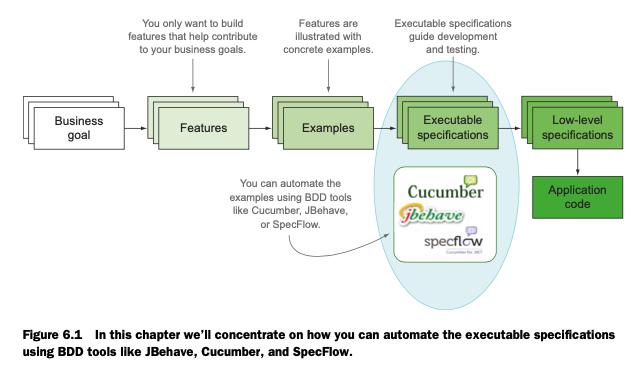 You only want to build
features that help contribute
to your business goals.
Features are
illustrated with
concrete examples.
Executable specifications
guide development
and testing.
Business
goal
Features
Examples
Executable
specifications
Low-level
specifications
Application
code
You can automate the
examples using BDD tools
like Cucumber, JBehave,
or SpecFlow.
Cucumber
jbehave
specflow
Cucumber for .NET
Figure 6.1 In this chapter we'll concentrate on how you can automate the executable specifications
using BDD tools like JBehave, Cucumber, and SpecFlow.